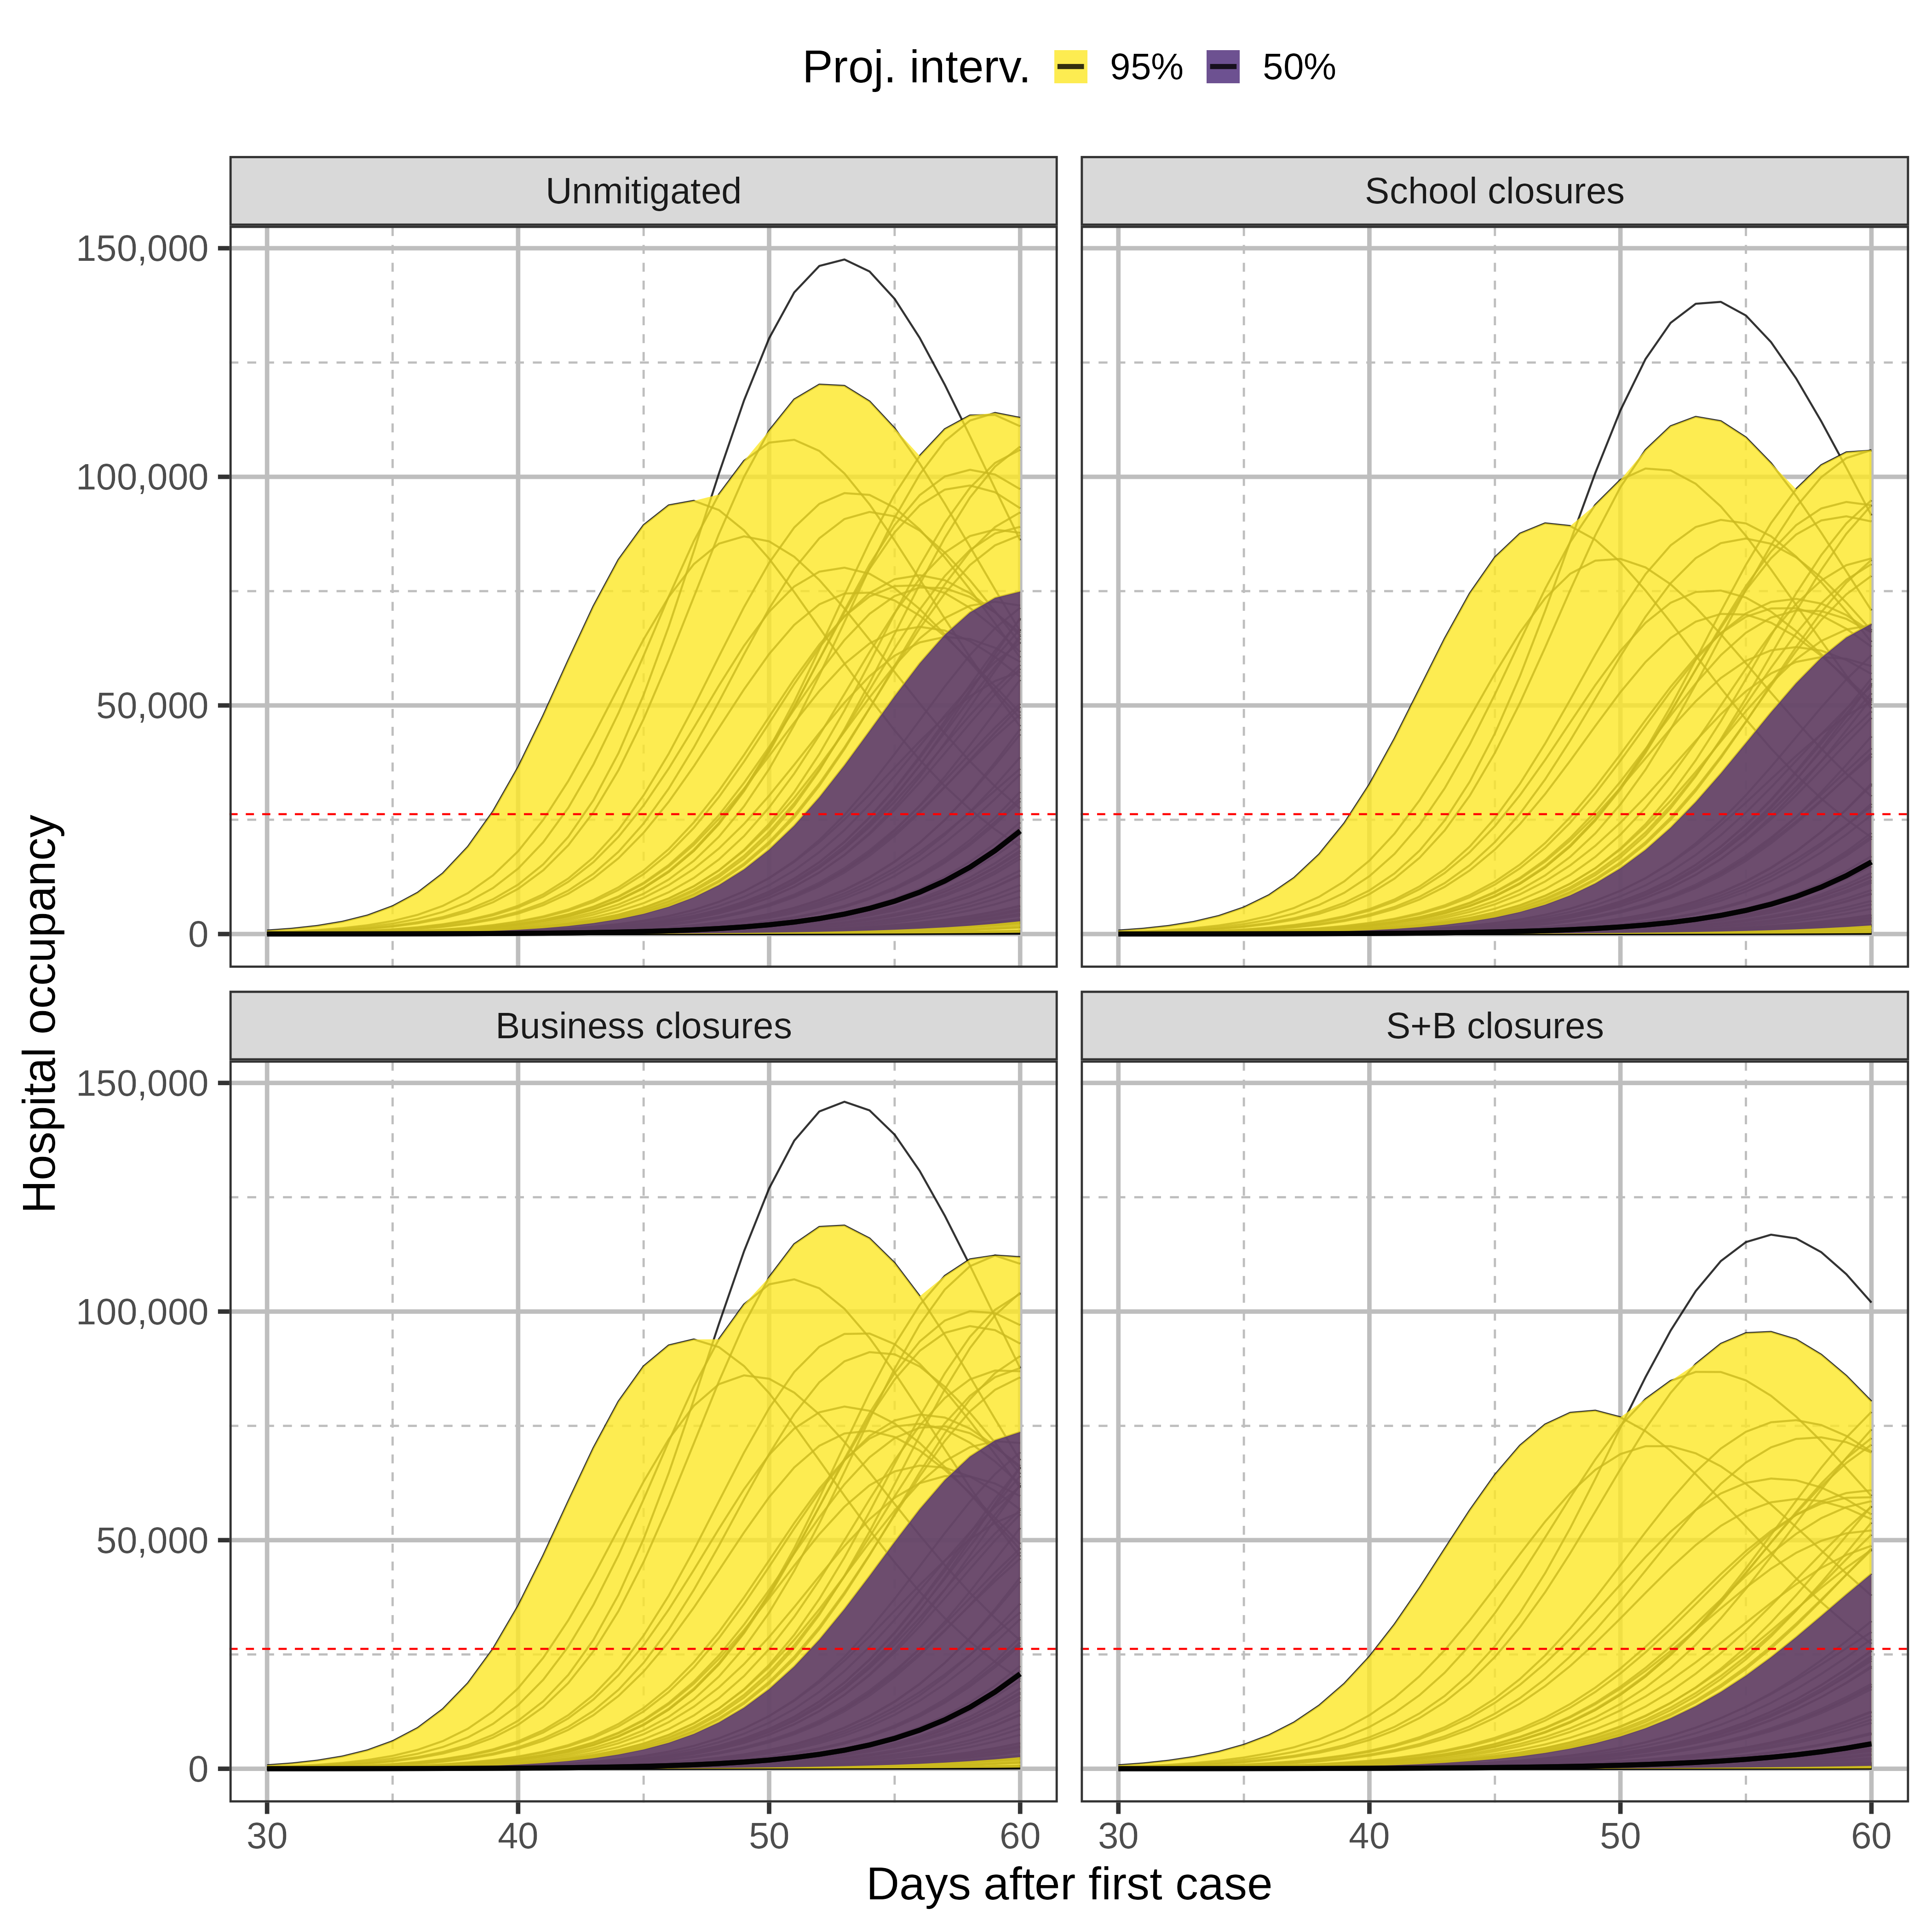 Proj. interv. 95% 50%
Unmitigated School closures
150,000
100,000
50,000
0
Business closures S+B closures
150,000
100,000
50,000
0
30 40 50 60 30 40 50 60
Hospital occupancy
Days after first case